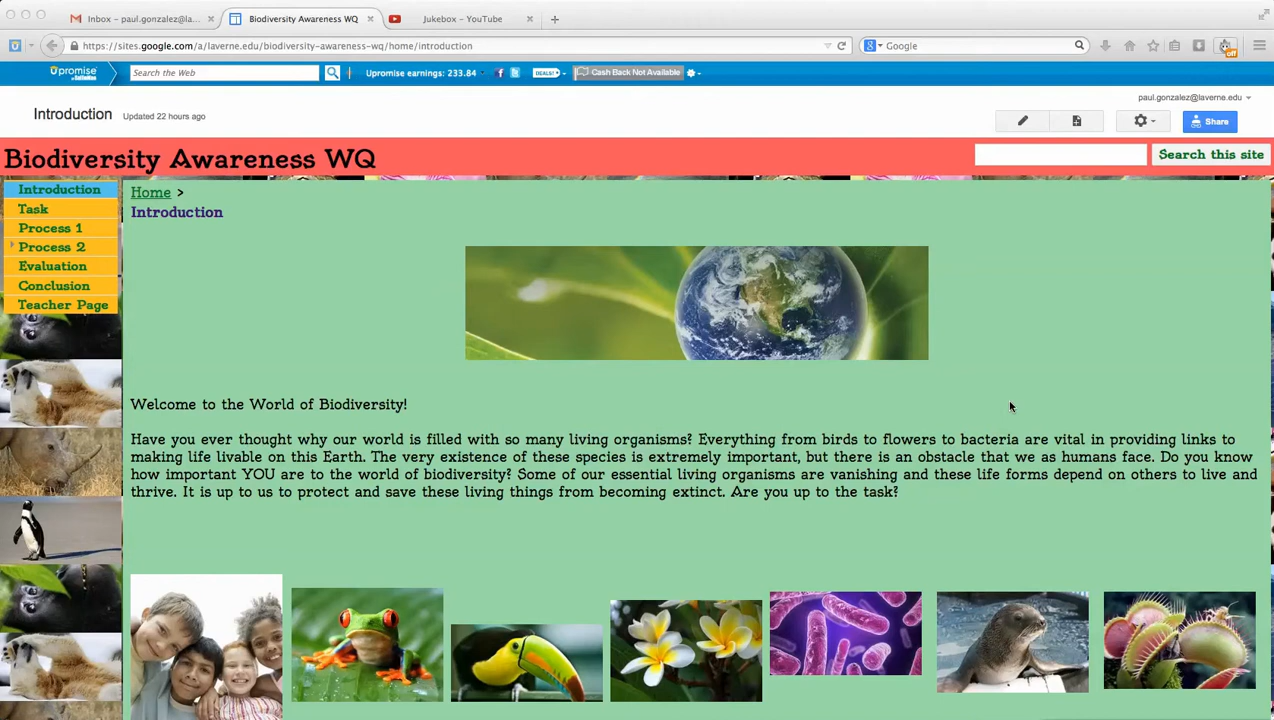 Inbox - paul.gonzalez@la...
Biodiversity Awareness WQ
Jukebox - YouTube
https://sites.google.com/a/laverne.edu/biodiversity-awareness-wq/home/introduction
Google
off
Upromise
Search the Web
Upromise earnings: 233.84
DEALS!
Cash Back Not Available
paul.gonzalez@laverne.edu
Introduction
Updated 22 hours ago
Share
Biodiversity Awareness WQ
Search this site
Introduction
Task
Process 1
Process 2
Evaluation
Conclusion
Teacher Page
Home >
Introduction
Welcome to the World of Biodiversity!
Have you ever thought why our world is filled with so many living organisms? Everything from birds to flowers to bacteria are vital in providing links to
making life livable on this Earth. The very existence of these species is extremely important, but there is an obstacle that we as humans face. Do you know
how important YOU are to the world of biodiversity? Some of our essential living organisms are vanishing and these life forms depend on others to live and
thrive. It is up to us to protect and save these living things from becoming extinct. Are you up to the task?